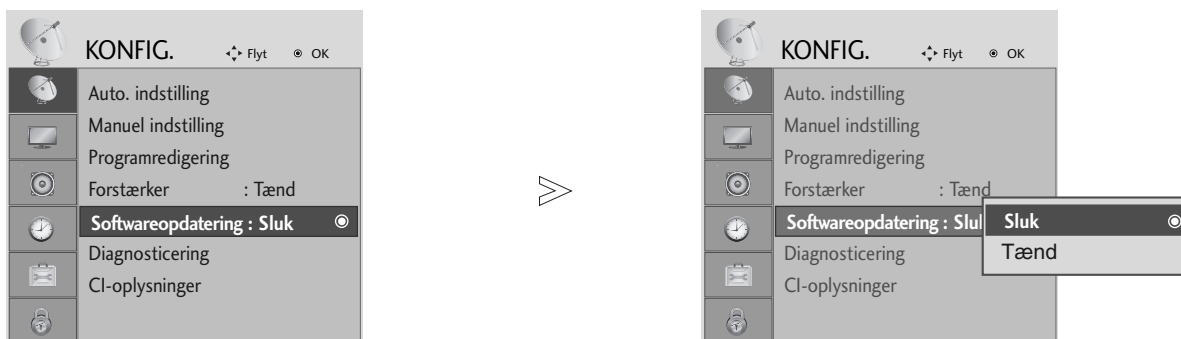 KONFIG. Flyt OK
Auto. indstilling
Manuel indstilling
Programredigering
Forstærker : Tænd
Softwareopdatering : Sluk
Diagnosticering
CI-oplysninger
KONFIG. Flyt OK
Auto. indstilling
Manuel indstilling
Programredigering
Forstærker : Tænd
Softwareopdatering : Sluk
Diagnosticering
CI-oplysninger
Sluk
Tænd